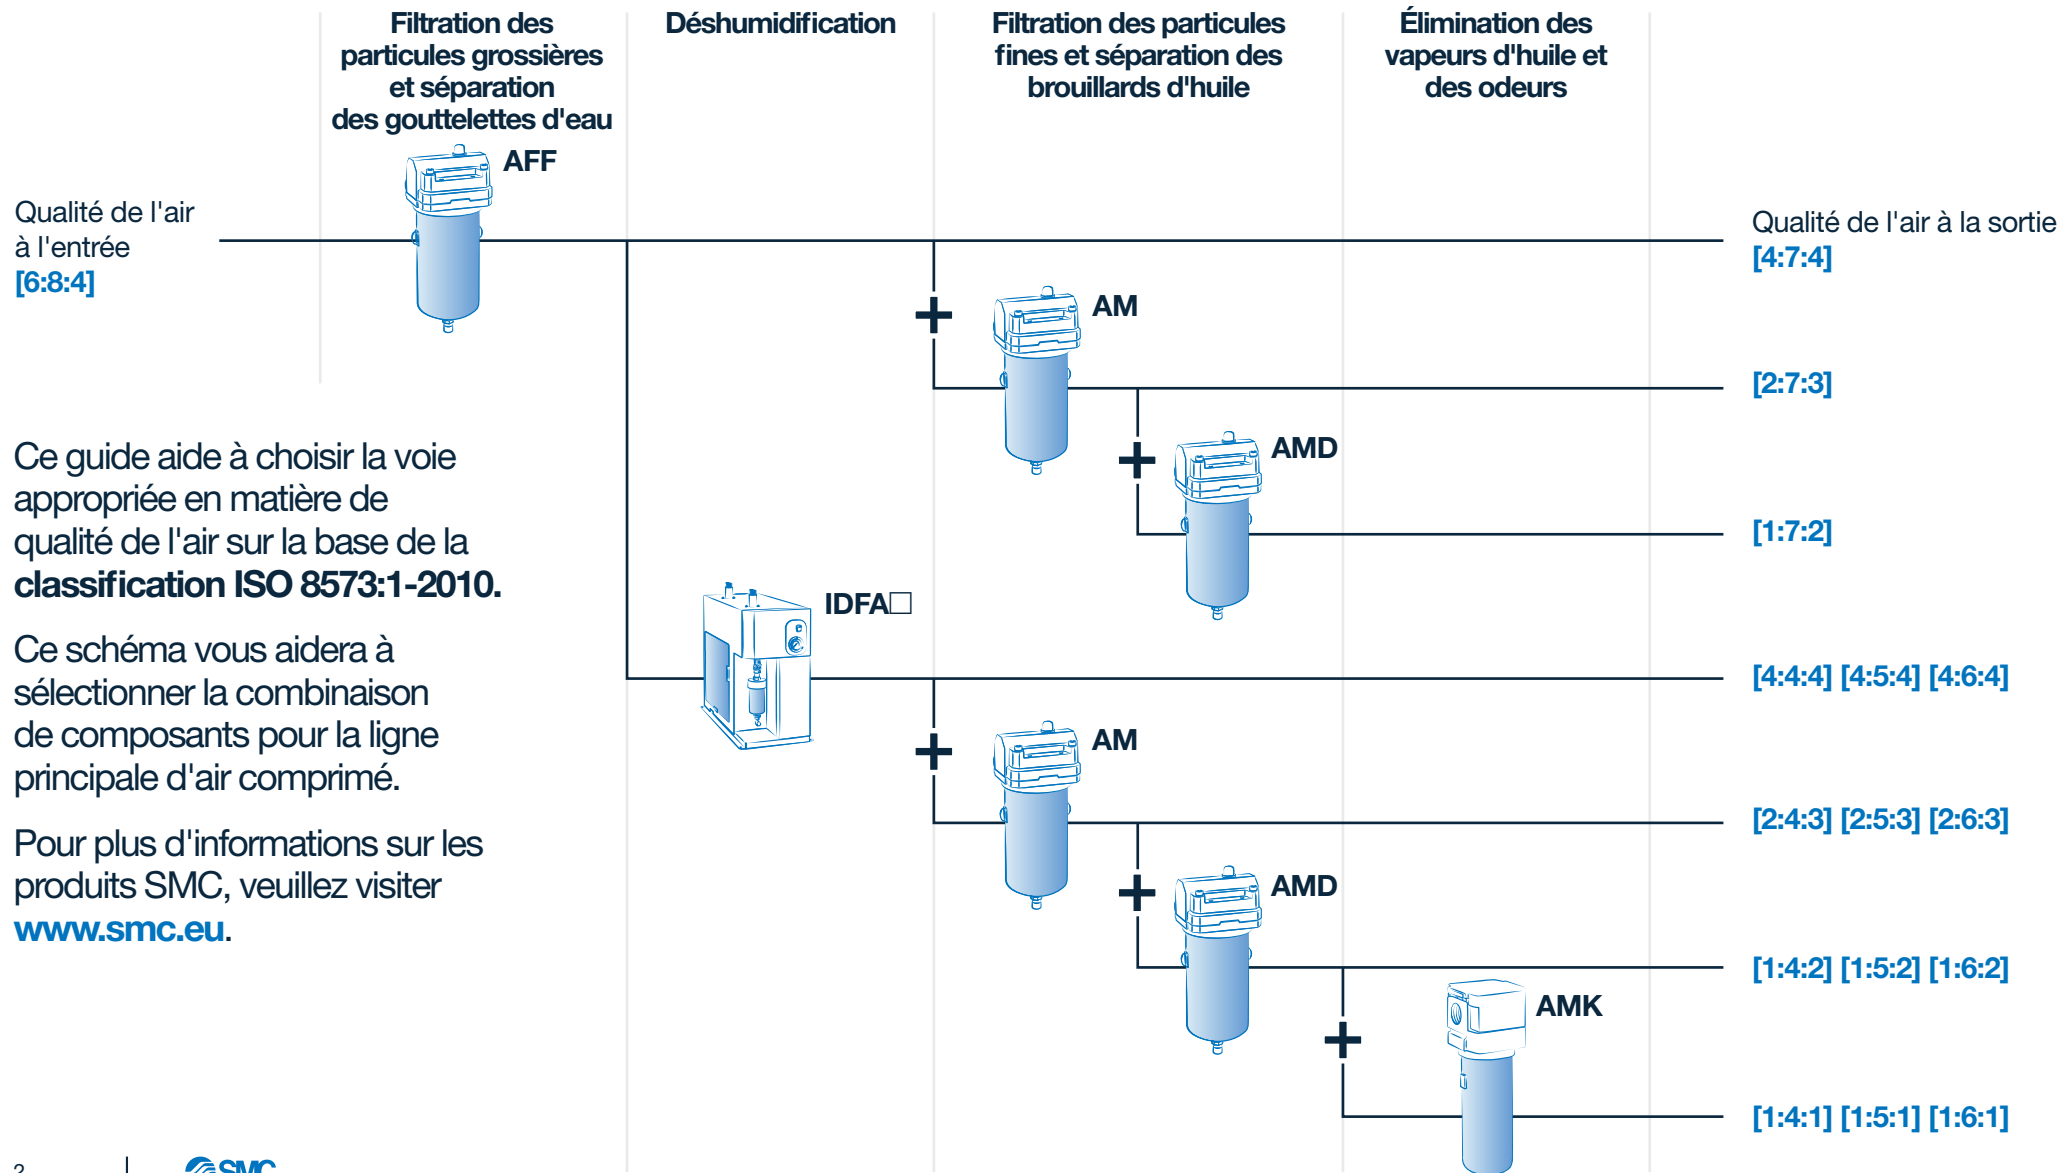 Filtration des
particules grossières
et séparation
des gouttelettes d'eau
Déshumidification
Filtration des particules
fines et séparation des
brouillards d'huile
Élimination des
vapeurs d'huile et
des odeurs
AFF
Qualité de l'air
à l'entrée
[6:8:4]
Qualité de l'air à la sortie
[4:7:4]
AM
[2:7:3]
AMD
[1:7:2]
Ce guide aide à choisir la voie
appropriée en matière de
qualité de l'air sur la base de la
classification ISO 8573:1-2010.
Ce schéma vous aidera à
sélectionner la combinaison
de composants pour la ligne
principale d'air comprimé.
Pour plus d'informations sur les
produits SMC, veuillez visiter
www.smc.eu.
IDFA□
[4:4:4] [4:5:4] [4:6:4]
AM
[2:4:3] [2:5:3] [2:6:3]
AMD
[1:4:2] [1:5:2] [1:6:2]
AMK
[1:4:1] [1:5:1] [1:6:1]
2
SMC